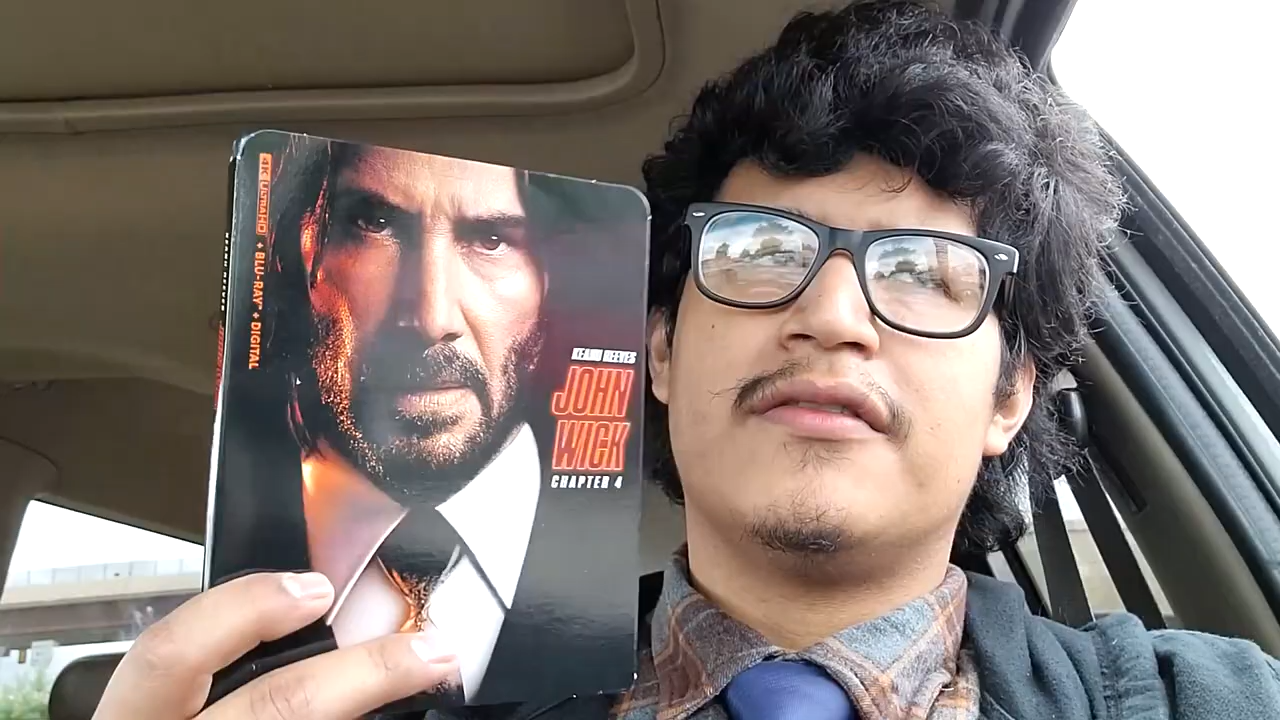 4K ULTRA HD + BLU-RAY + DIGITAL
KEANU REEVES
JOHN
WICK
CHAPTER 4